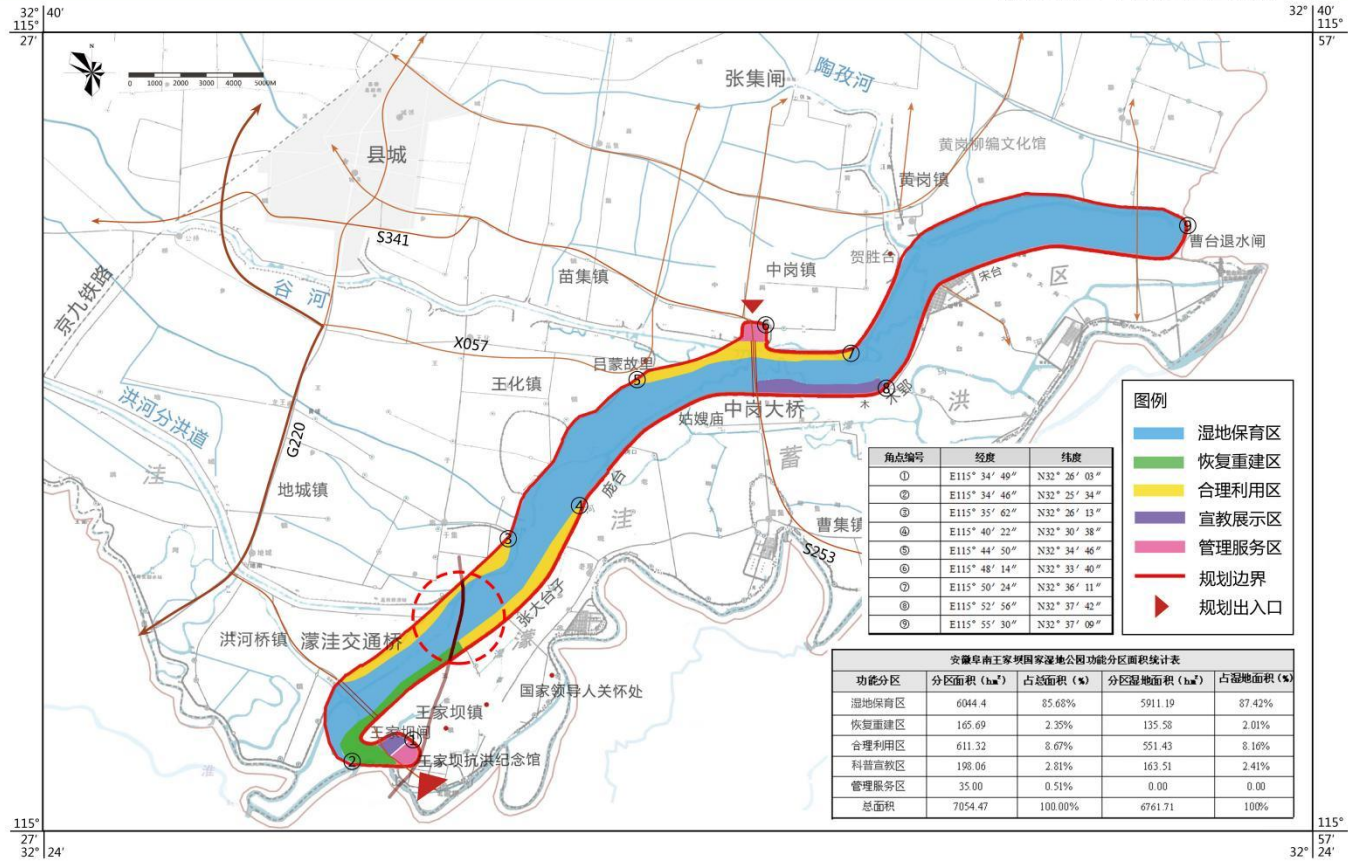 32° 40′
115°
27′
32° 40′
115°
57′
N
0 1000 2000 3000 4000 5000M
张集闸
陶孜河
县城
黄岗柳编文化馆
黄岗镇
S341
⑨
曹台退水闸
贺胜台
宋台
区
苗集镇
中岗镇
谷河
京九铁路
⑥
X057
吕蒙故里
⑦
⑤
王化镇
⑧
木郢
洪
中岗大桥
姑嫂庙
洪河分洪道
G220
洼
地城镇
庞台
④
蓄
洼
曹集镇
S253
③
张大台子
濛
洪河桥镇
濛洼交通桥
国家领导人关怀处
王家坝镇
王家坝闸
①
②
王家坝抗洪纪念馆
淮
图例
湿地保育区
恢复重建区
合理利用区
宣教展示区
管理服务区
规划边界
规划出入口
角点编号 经度 纬度
① E115° 34′ 49″ N32° 26′ 03″
② E115° 34′ 46″ N32° 25′ 34″
③ E115° 35′ 62″ N32° 26′ 13″
④ E115° 40′ 22″ N32° 30′ 38″
⑤ E115° 44′ 50″ N32° 34′ 46″
⑥ E115° 48′ 14″ N32° 33′ 40″
⑦ E115° 50′ 24″ N32° 36′ 11″
⑧ E115° 52′ 56″ N32° 37′ 42″
⑨ E115° 55′ 30″ N32° 37′ 09″
安徽阜南王家坝国家湿地公园功能分区面积统计表
功能分区 分区面积（hm²） 占总面积（%） 分区湿地面积（hm²） 占湿地面积（%）
湿地保育区 6044.4 85.68% 5911.19 87.42%
恢复重建区 165.69 2.35% 135.58 2.01%
合理利用区 611.32 8.67% 551.43 8.16%
科普宣教区 198.06 2.81% 163.51 2.41%
管理服务区 35.00 0.51% 0.00 0.00
总面积 7054.47 100.00% 6761.71 100%
115°
27′
32° 24′
115°
57′
32° 24′